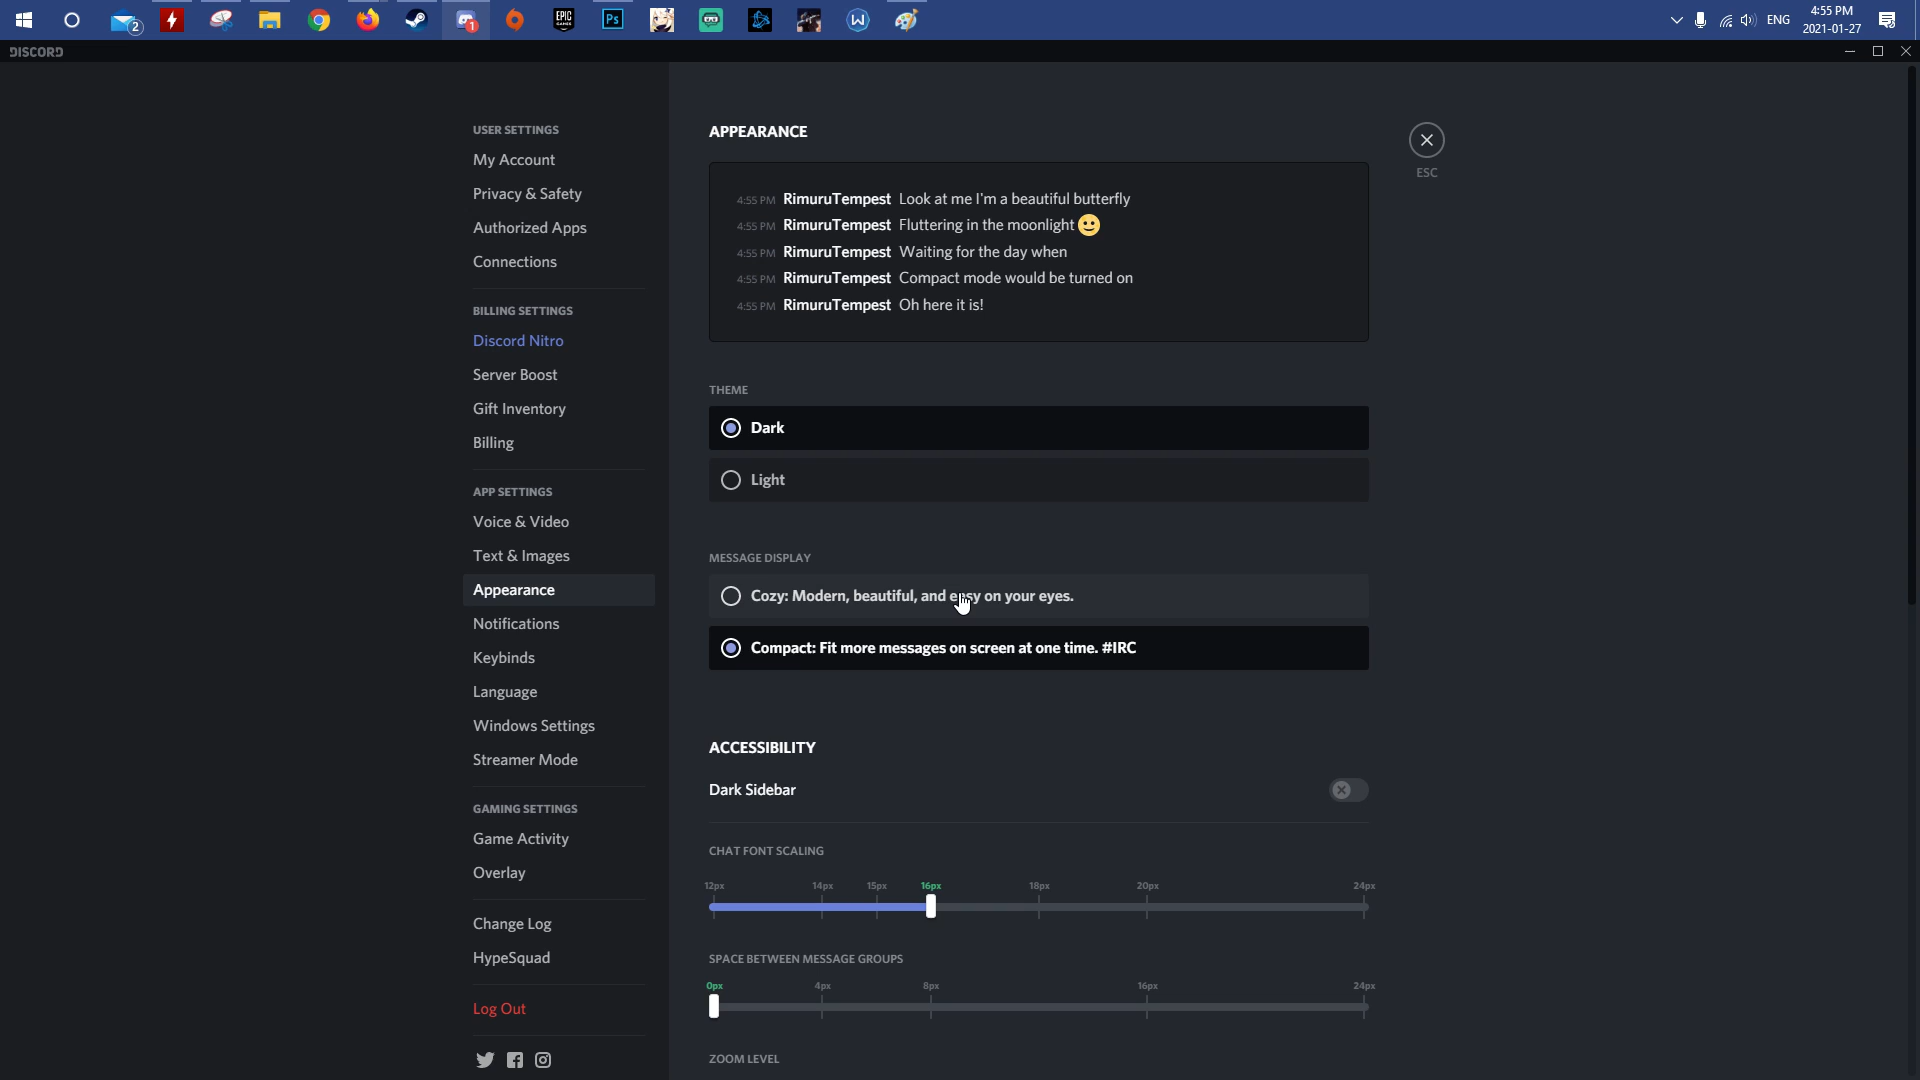 2
1
EPIC
GAMES
Ps
W
ENG
4:55 PM
2021-01-27
DISCORD
USER SETTINGS
My Account
Privacy & Safety
Authorized Apps
Connections
BILLING SETTINGS
Discord Nitro
Server Boost
Gift Inventory
Billing
APP SETTINGS
Voice & Video
Text & Images
Appearance
Notifications
Keybinds
Language
Windows Settings
Streamer Mode
GAMING SETTINGS
Game Activity
Overlay
Change Log
HypeSquad
Log Out
APPEARANCE
ESC
4:55 PM RimuruTempest Look at me I'm a beautiful butterfly
4:55 PM RimuruTempest Fluttering in the moonlight
4:55 PM RimuruTempest Waiting for the day when
4:55 PM RimuruTempest Compact mode would be turned on
4:55 PM RimuruTempest Oh here it is!
THEME
Dark
Light
MESSAGE DISPLAY
Cozy: Modern, beautiful, and easy on your eyes.
Compact: Fit more messages on screen at one time. #IRC
ACCESSIBILITY
Dark Sidebar
CHAT FONT SCALING
12px 14px 15px 16px 18px 20px 24px
SPACE BETWEEN MESSAGE GROUPS
0px 4px 8px 16px 24px
ZOOM LEVEL